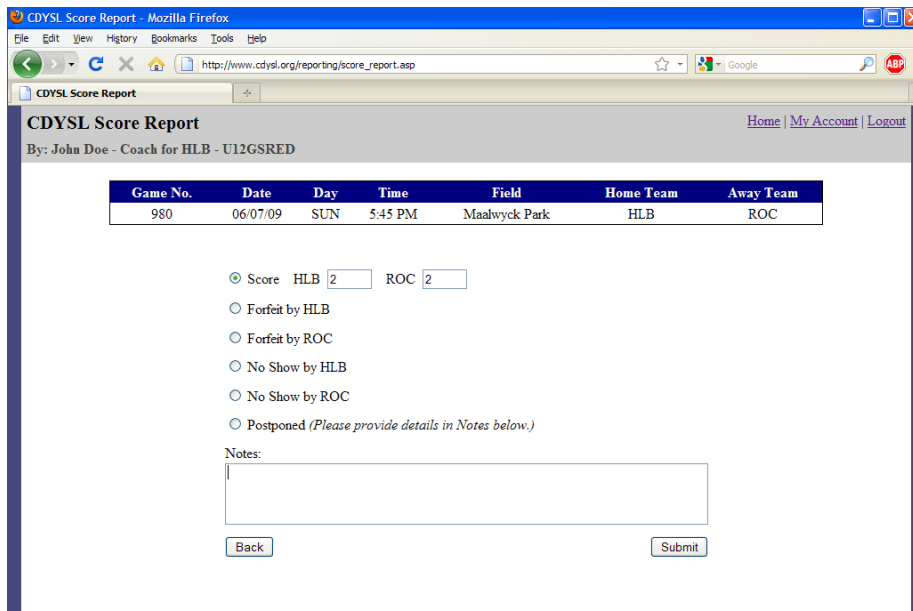 CDYSL Score Report - Mozilla Firefox
File Edit View History Bookmarks Tools Help
http://www.cdysl.org/reporting/score_report.asp Google ABP
CDYSL Score Report
CDYSL Score Report Home | My Account | Logout
By: John Doe - Coach for HLB - U12GSRED
Game No. Date Day Time Field Home Team Away Team
980 06/07/09 SUN 5:45 PM Maalwyck Park HLB ROC
Score HLB 2 ROC 2
Forfeit by HLB
Forfeit by ROC
No Show by HLB
No Show by ROC
Postponed (Please provide details in Notes below.)
Notes:
Back Submit